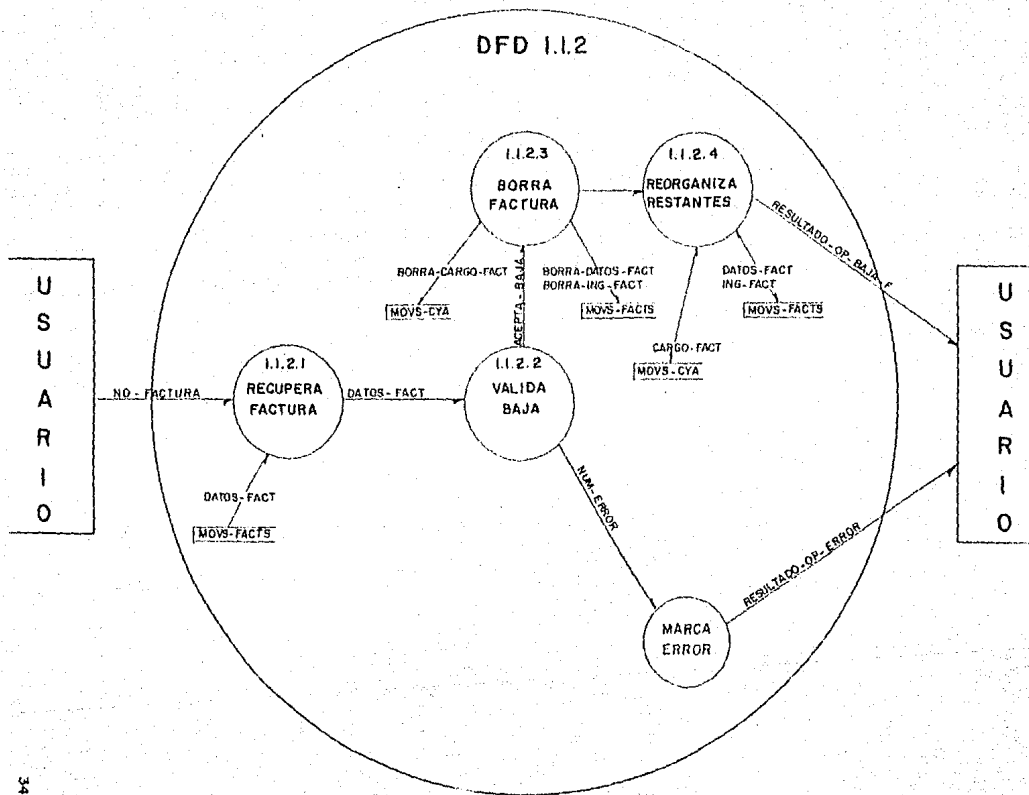 DFD 1.1.2
1.1.2.3
BORRA
FACTURA
1.1.2.4
REORGANIZA
RESTANTES
RESULTADO-OP-BAJA-F
BORRA-CARGO-FACT
MOVS-CYA
ACEPTA-BAJA
BORRA-DATOS-FACT
BORRA-ING-FACT
MOVS-FACTS
DATOS-FACT
ING-FACT
MOVS-FACTS
CARGO-FACT
MOVS-CYA
USUARIO
NO-FACTURA
1.1.2.1
RECUPERA
FACTURA
DATOS-FACT
1.1.2.2
VALIDA
BAJA
USUARIO
DATOS-FACT
MOVS-FACTS
NUM-ERROR
RESULTADO-OP-ERROR
MARCA
ERROR
34